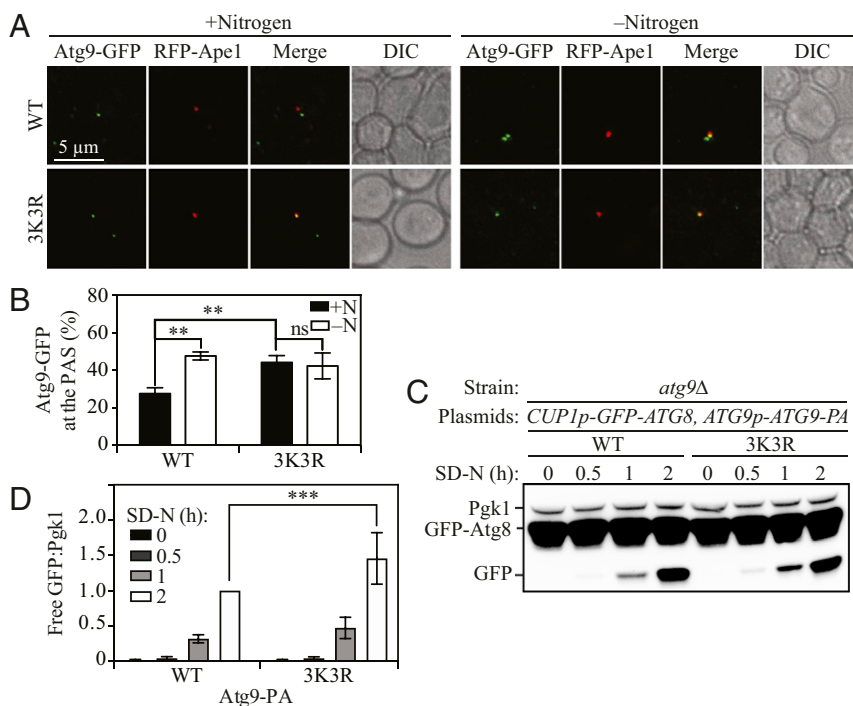 A
+Nitrogen
–Nitrogen
Atg9-GFP RFP-Ape1 Merge DIC
Atg9-GFP RFP-Ape1 Merge DIC
WT
5 µm
3K3R
B
Atg9-GFP
at the PAS (%)
80
60
40
20
0
**
**
ns
+N
–N
WT 3K3R
C
Strain: atg9Δ
Plasmids: CUP1p-GFP-ATG8, ATG9p-ATG9-PA
WT 3K3R
SD-N (h): 0 0.5 1 2 0 0.5 1 2
Pgk1
GFP-Atg8
GFP
D
Free GFP:Pgk1
2.0
1.5
1.0
0.5
0
SD-N (h):
0
0.5
1
2
***
WT 3K3R
Atg9-PA